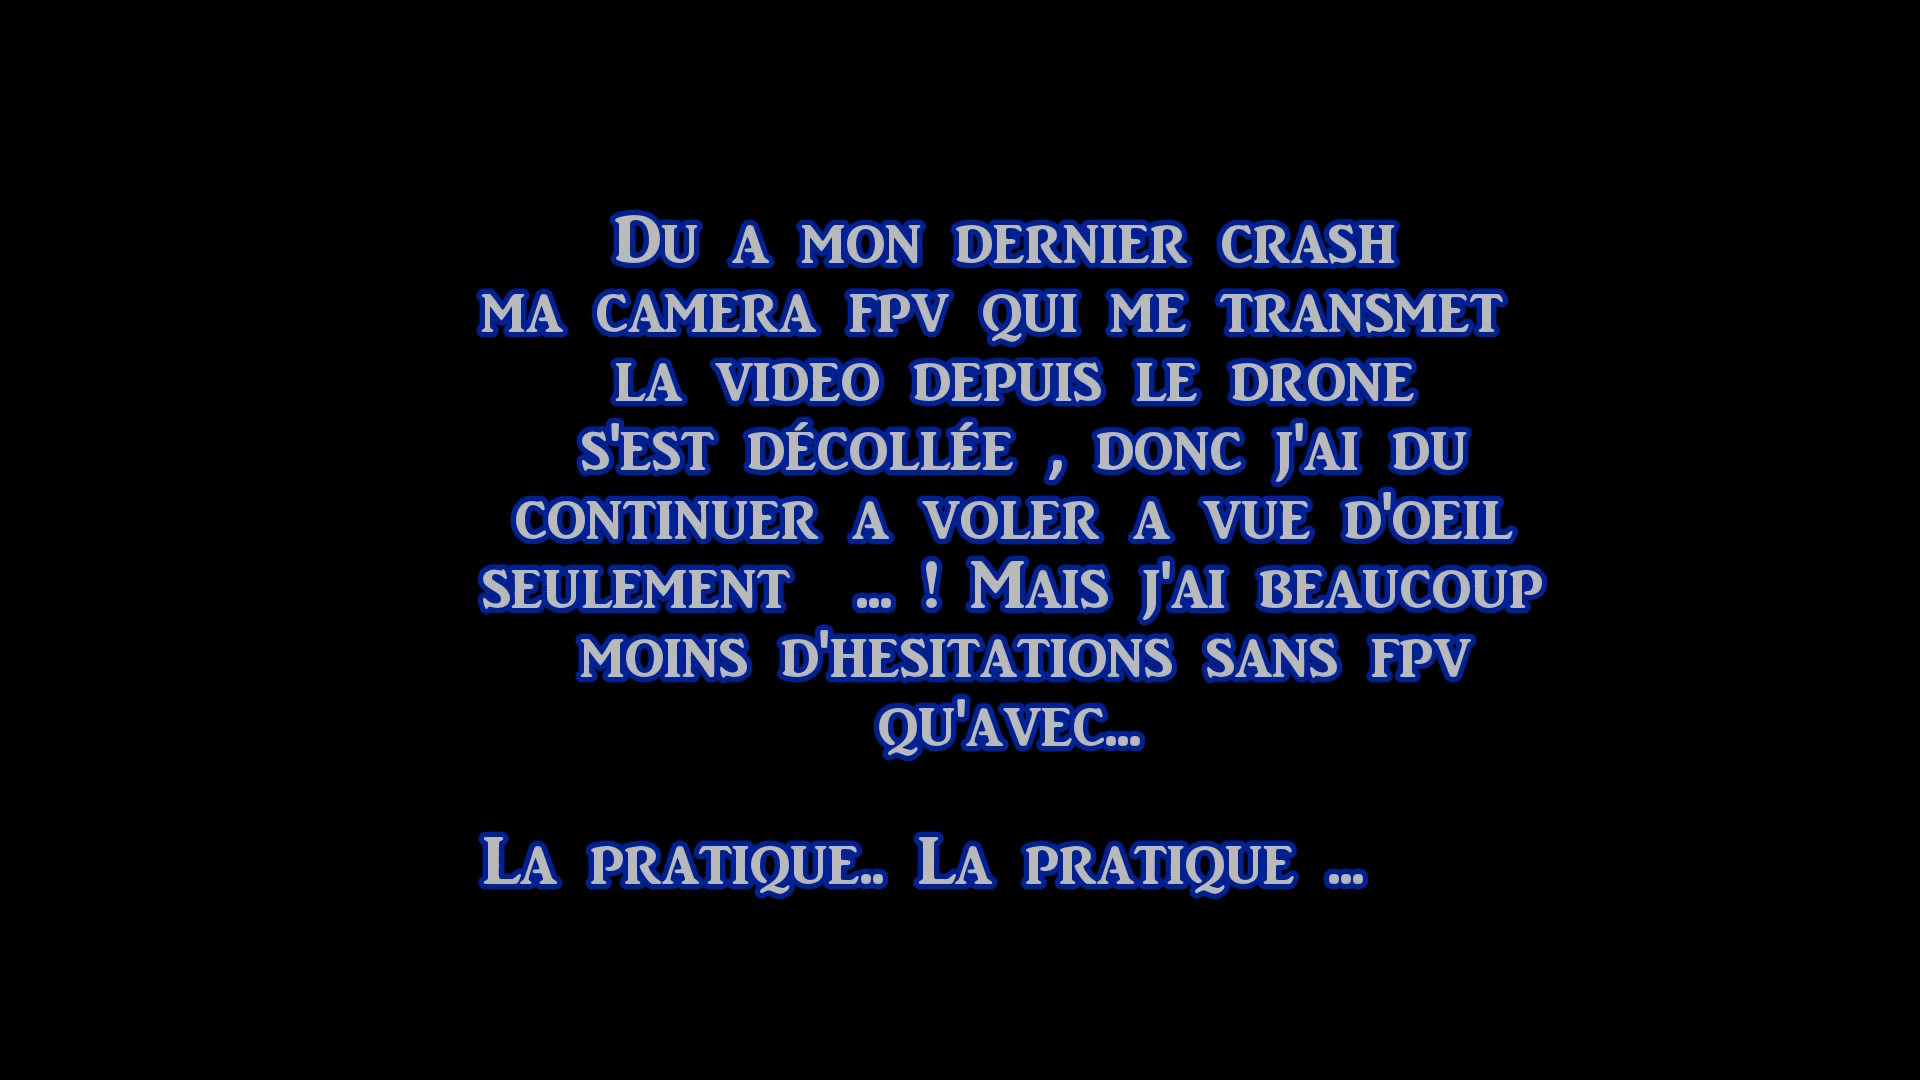 Du a mon dernier crash
ma camera fpv qui me transmet
la video depuis le drone
s'est décollée , donc j'ai du
continuer a voler a vue d'oeil
seulement ... ! Mais j'ai beaucoup
moins d'hesitations sans fpv
qu'avec...
La pratique.. La pratique ...